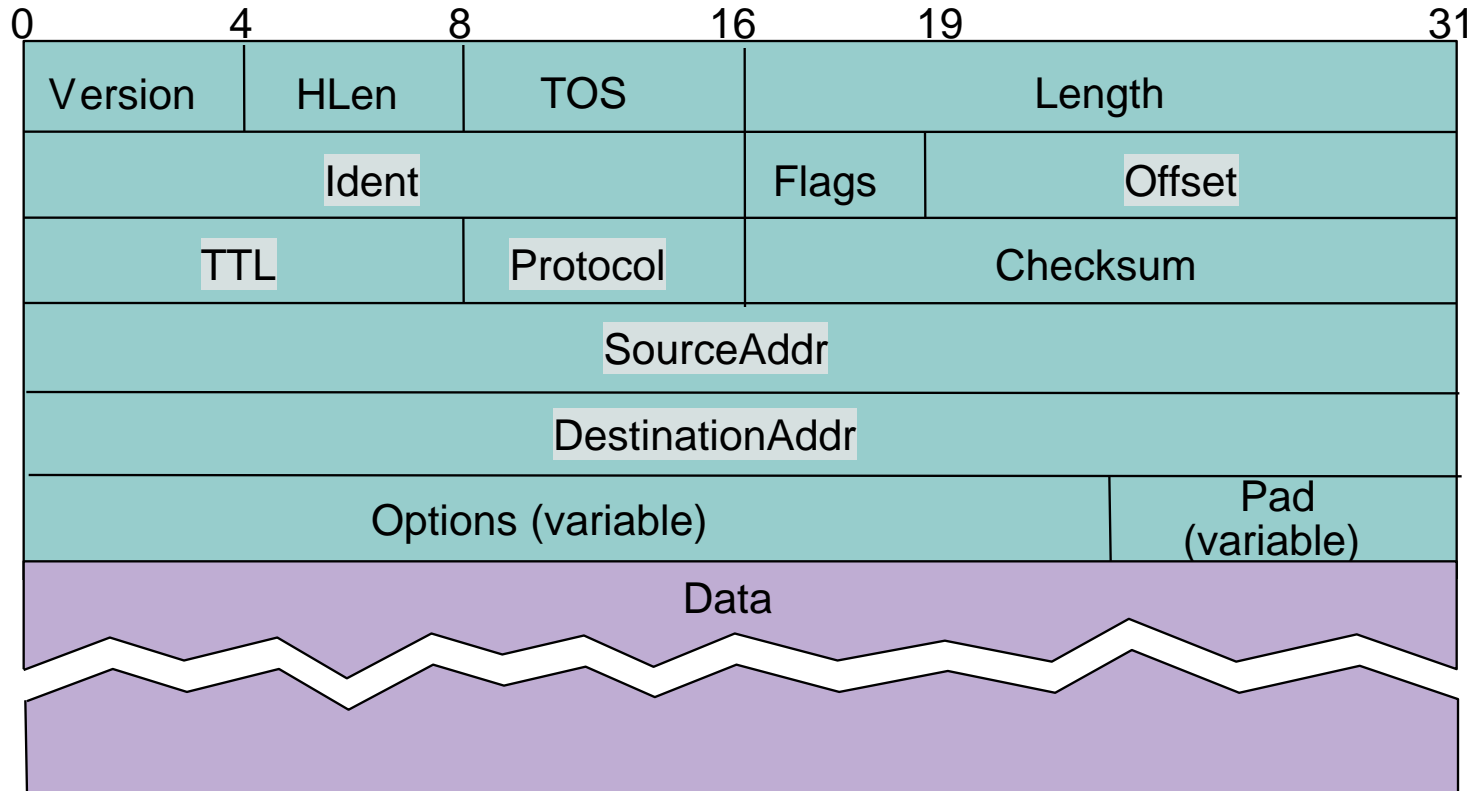 0 4 8 16 19 31
Version HLen TOS Length
Ident Flags Offset
TTL Protocol Checksum
SourceAddr
DestinationAddr
Options (variable) Pad
(variable)
Data